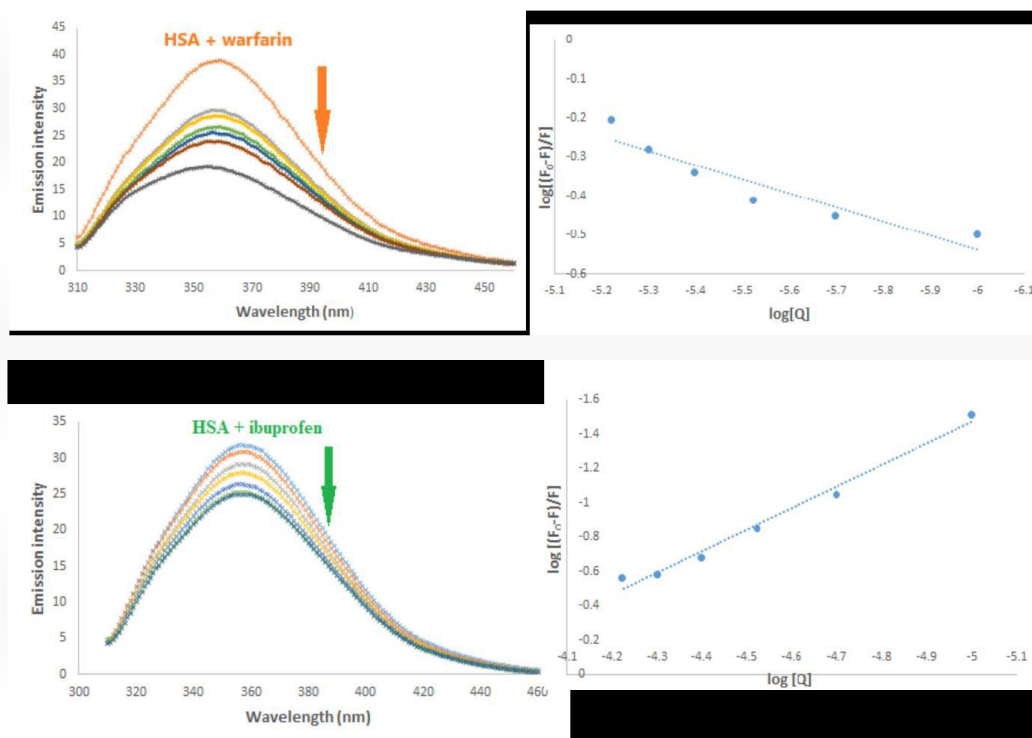 45
40
35
30
25
20
15
10
5
0
HSA + warfarin
Emission intensity
310 330 350 370 390 410 430 450
Wavelength (nm)
0
-0.1
-0.2
-0.3
-0.4
-0.5
-0.6
log[(F₀-F)/F]
-5.1 -5.2 -5.3 -5.4 -5.5 -5.6 -5.7 -5.8 -5.9 -6 -6.1
log[Q]
35
30
25
20
15
10
5
0
HSA + ibuprofen
Emission intensity
300 320 340 360 380 400 420 440 460
Wavelength (nm)
-1.6
-1.4
-1.2
-1
-0.8
-0.6
-0.4
-0.2
0
log [(F₀-F)/F]
-4.1 -4.2 -4.3 -4.4 -4.5 -4.6 -4.7 -4.8 -4.9 -5 -5.1
log [Q]